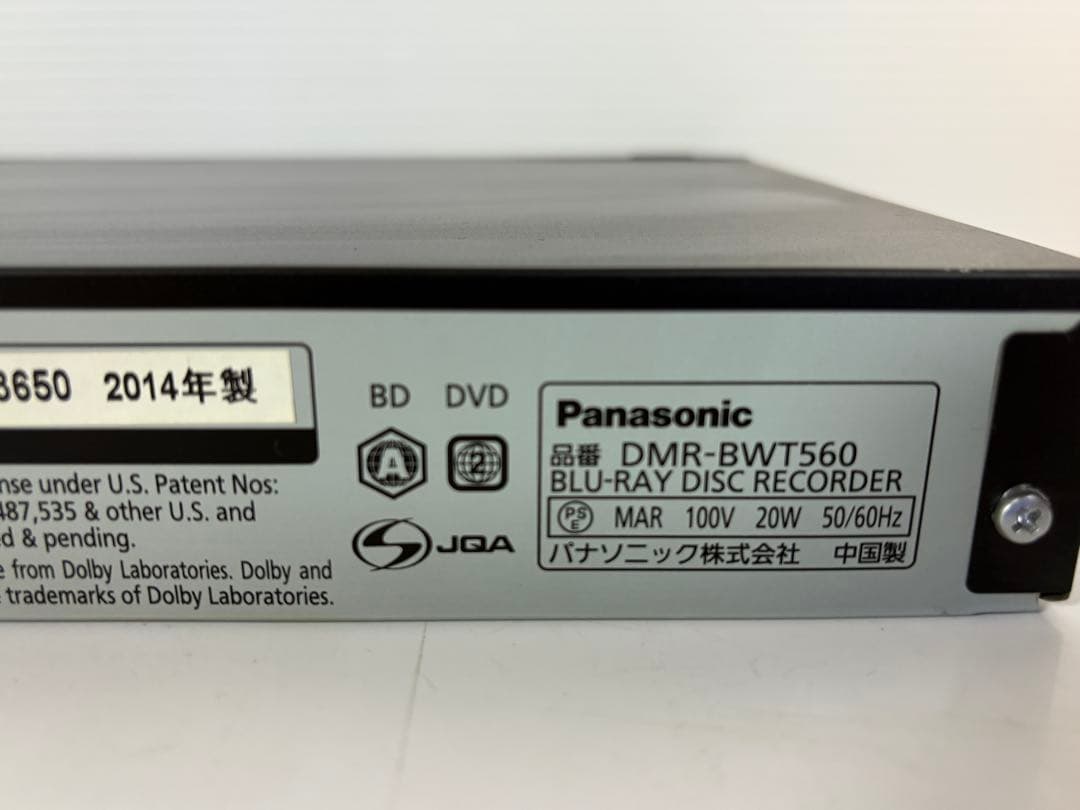 3650 2014年製
nse under U.S. Patent Nos:
487,535 & other U.S. and
d & pending.
from Dolby Laboratories. Dolby and
trademarks of Dolby Laboratories.
BD DVD
A 2
JQA
Panasonic
品番 DMR-BWT560
BLU-RAY DISC RECORDER
PSE MAR 100V 20W 50/60Hz
パナソニック株式会社 中国製